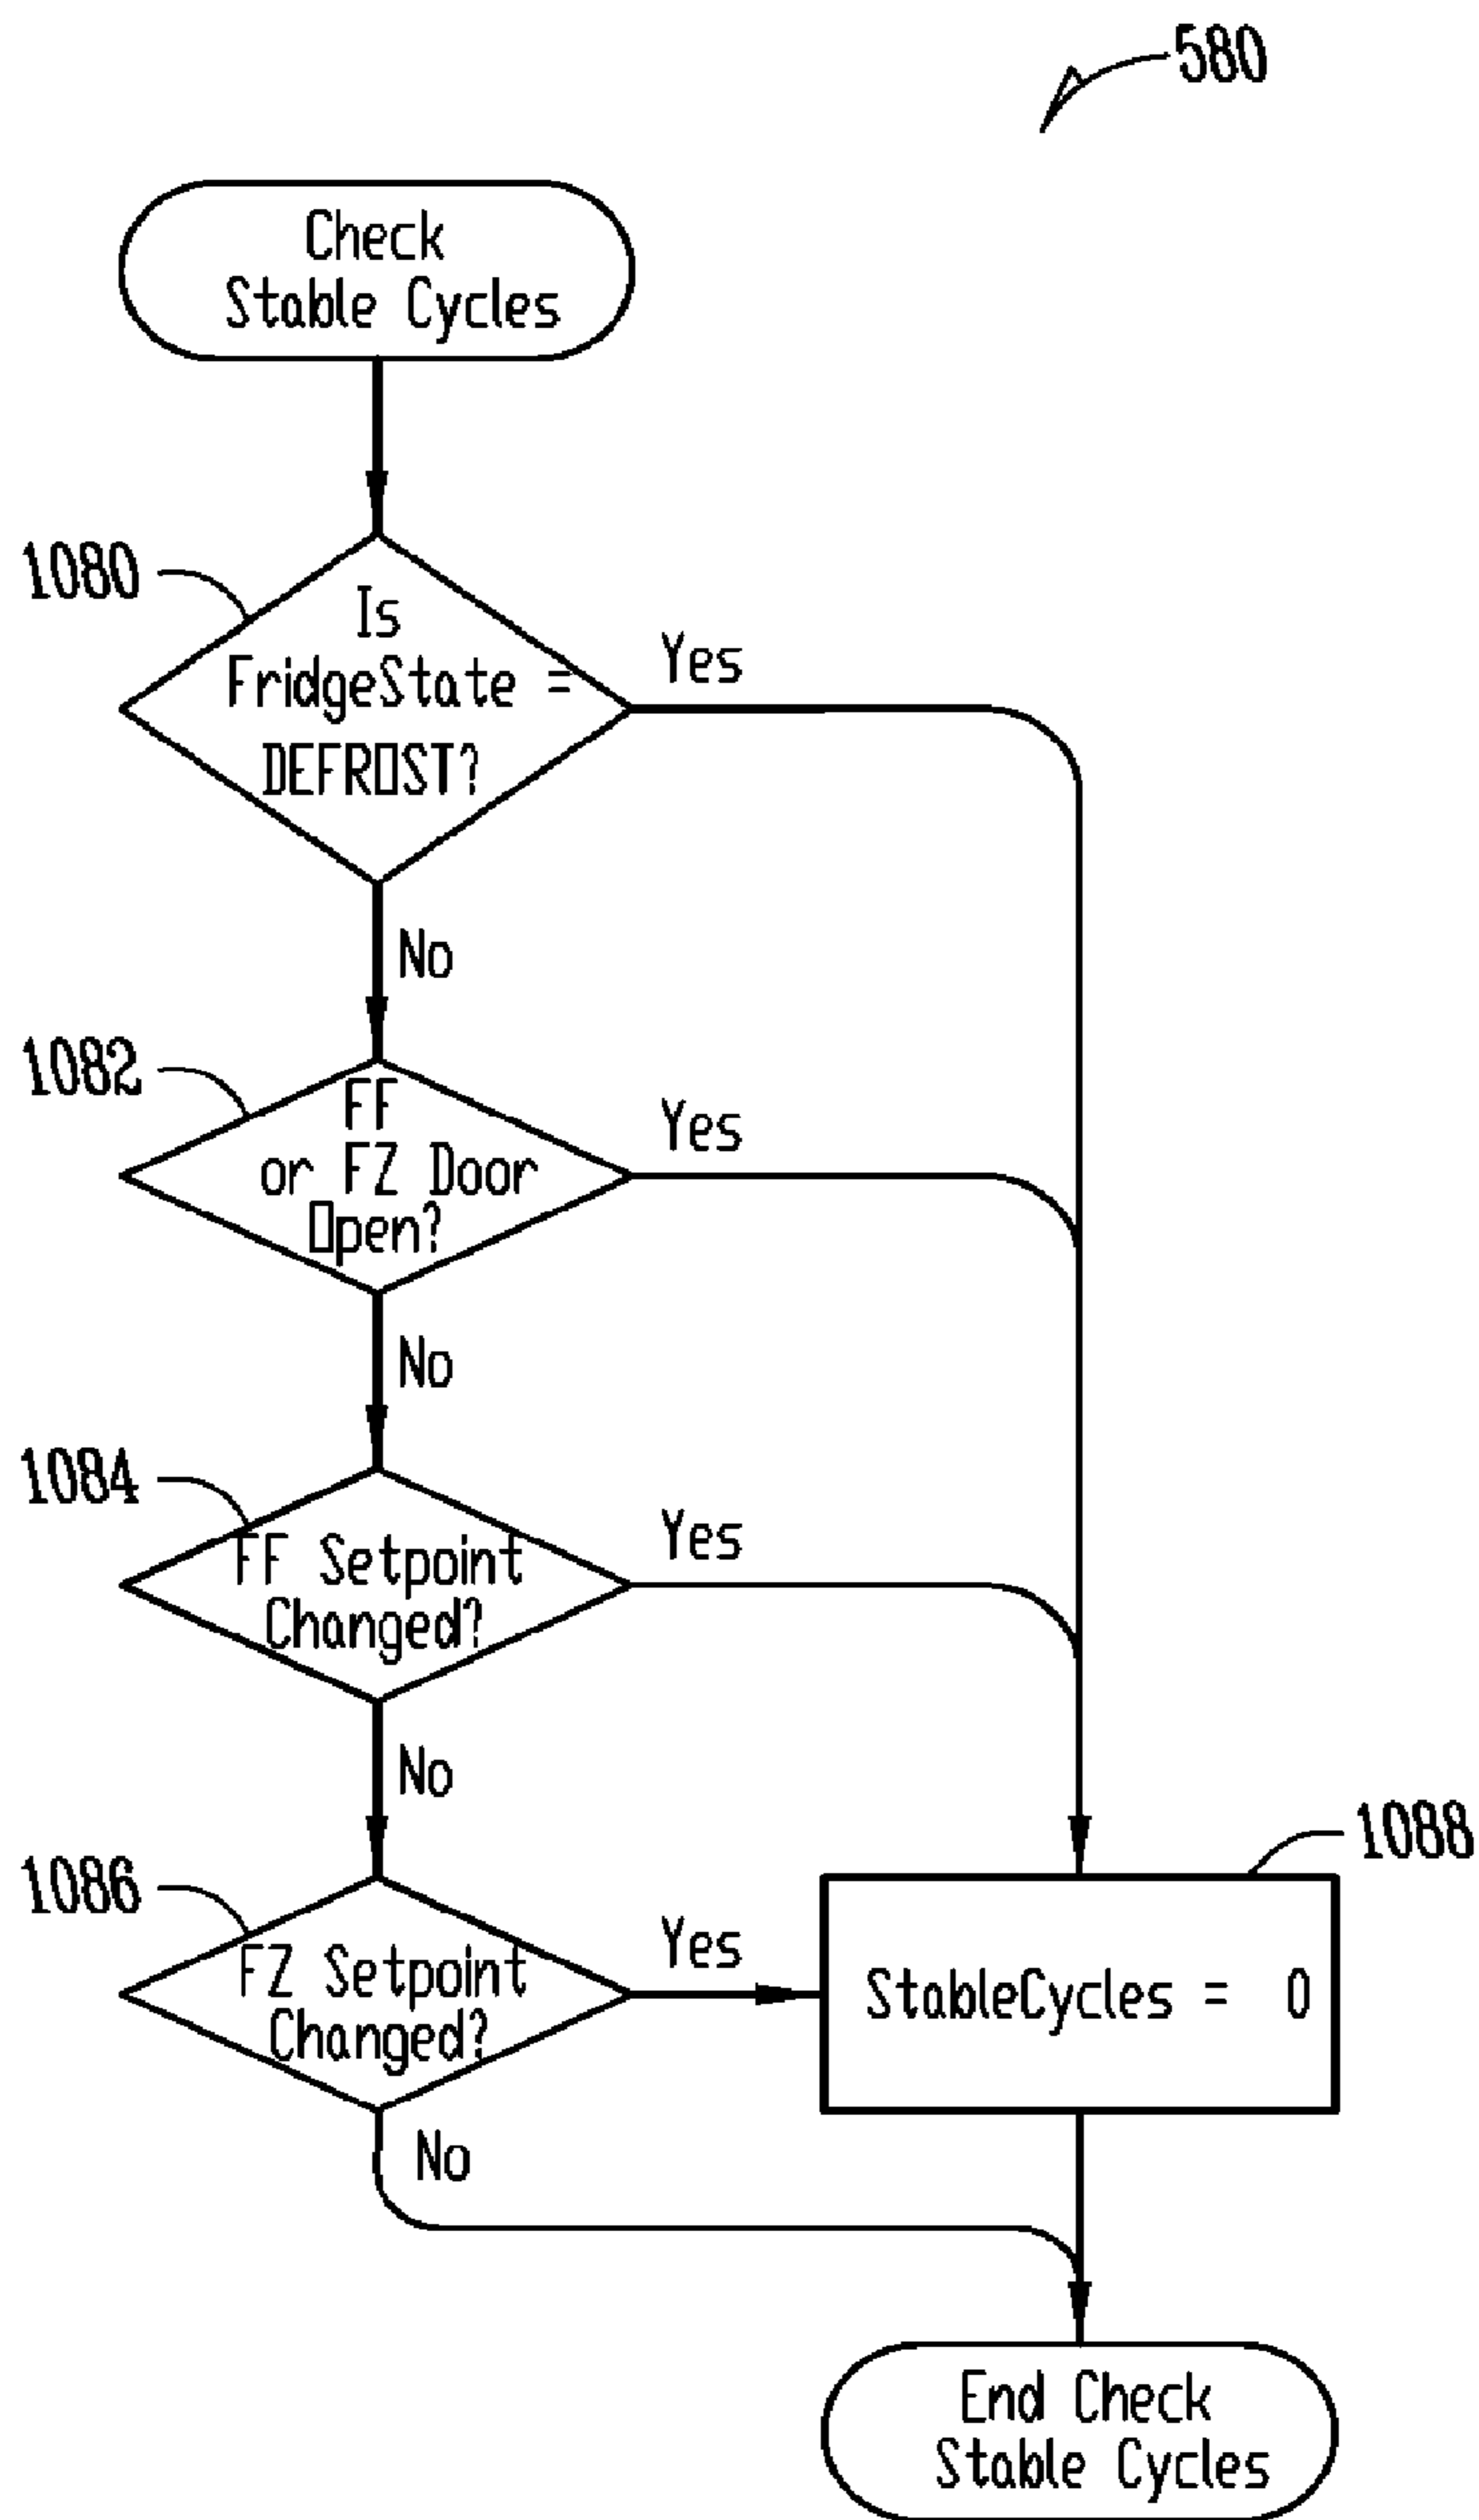 580
Check
Stable Cycles
1080
Is
FridgeState =
DEFROST?
Yes
No
1082
FF
or FZ Door
Open?
Yes
No
1084
FF Setpoint
Changed?
Yes
No
1086
FZ Setpoint
Changed?
Yes
No
1088
StableCycles = 0
End Check
Stable Cycles